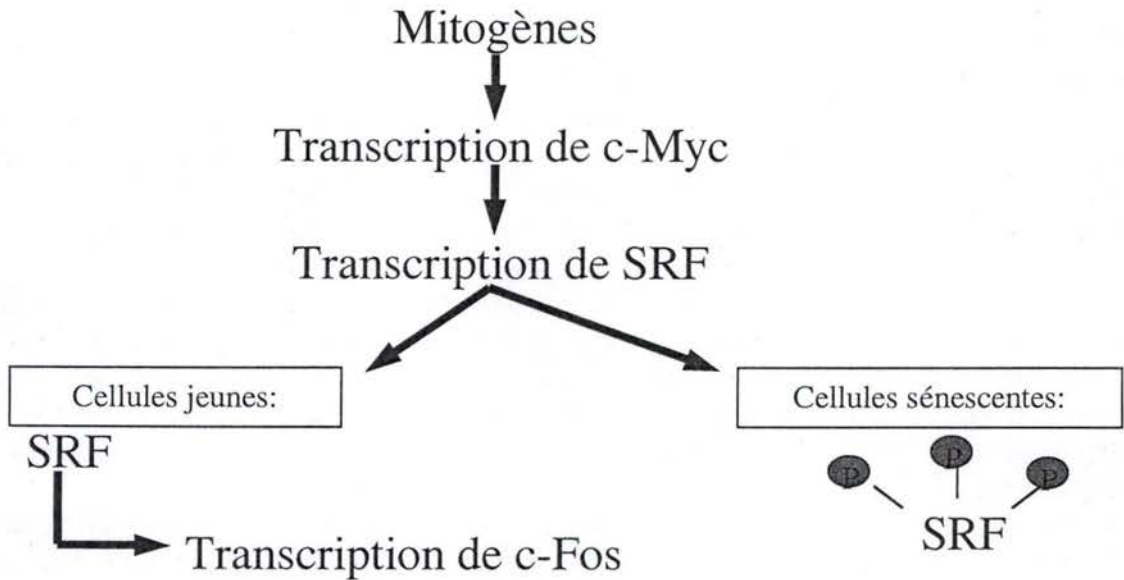 Mitogènes
Transcription de c-Myc
Transcription de SRF
Cellules jeunes:
SRF
Transcription de c-Fos
Cellules sénescentes:
P P P
SRF